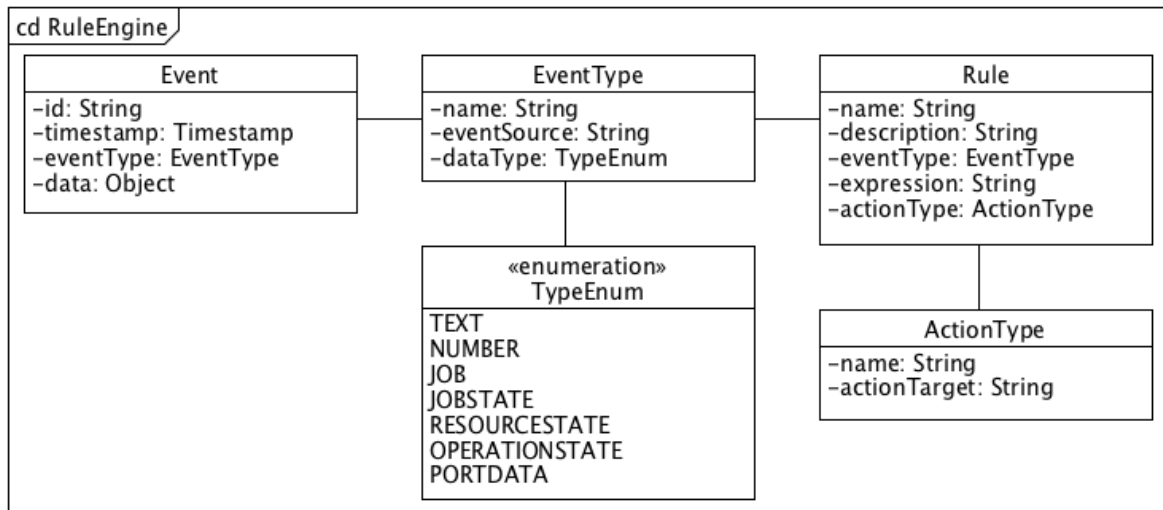 cd RuleEngine
Event
-id: String
-timestamp: Timestamp
-eventType: EventType
-data: Object
EventType
-name: String
-eventSource: String
-dataType: TypeEnum
Rule
-name: String
-description: String
-eventType: EventType
-expression: String
-actionType: ActionType
«enumeration»
TypeEnum
TEXT
NUMBER
JOB
JOBSTATE
RESOURCESTATE
OPERATIONSTATE
PORTDATA
ActionType
-name: String
-actionTarget: String